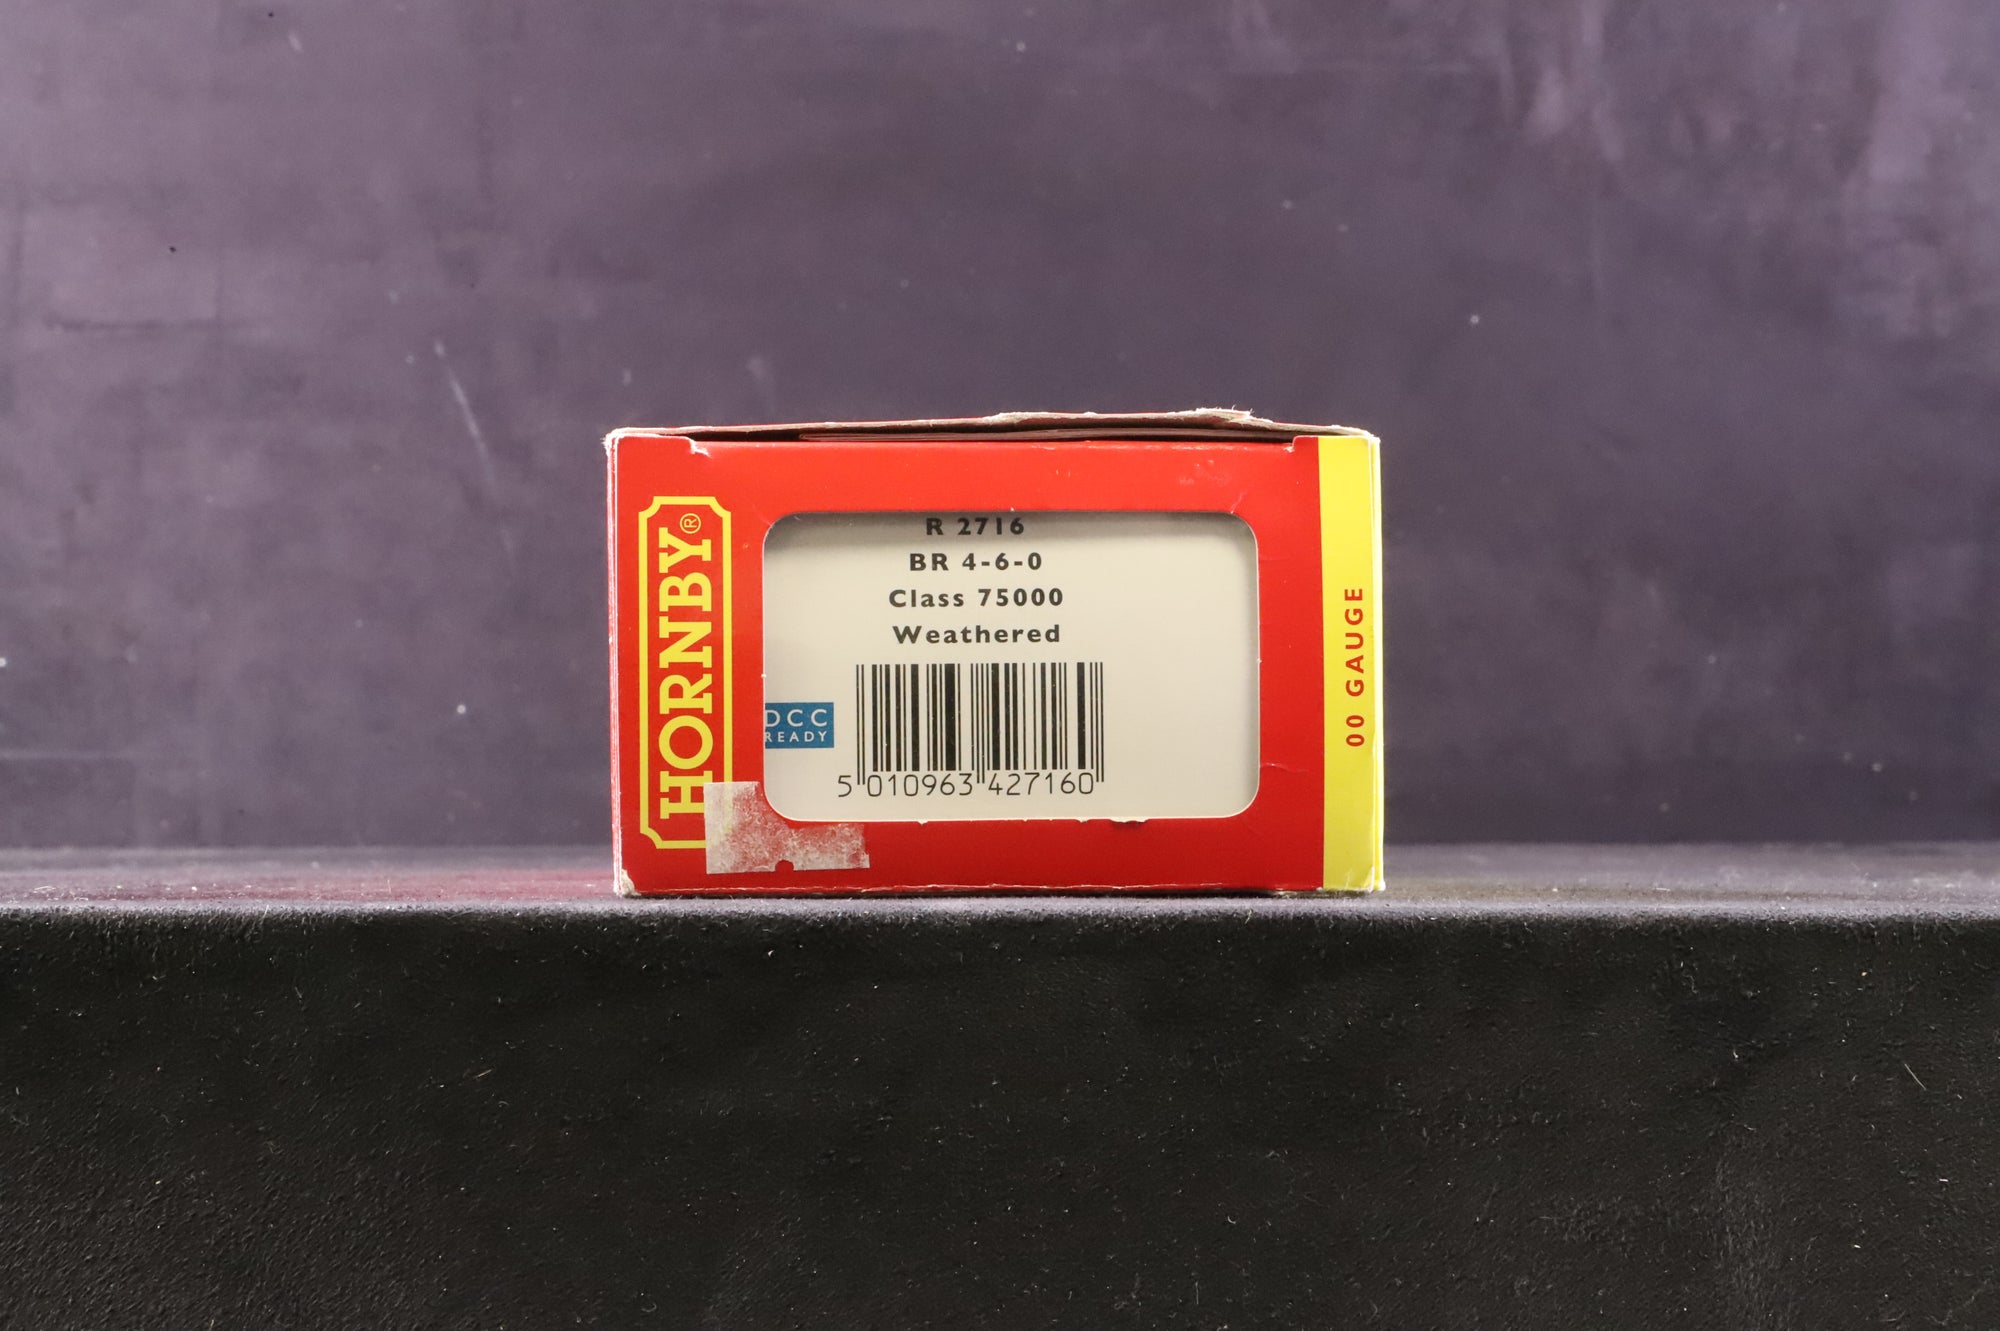 HORNBY®
R 2716
BR 4-6-0
Class 75000
Weathered
DCC
READY
5 010963 427160
00 GAUGE